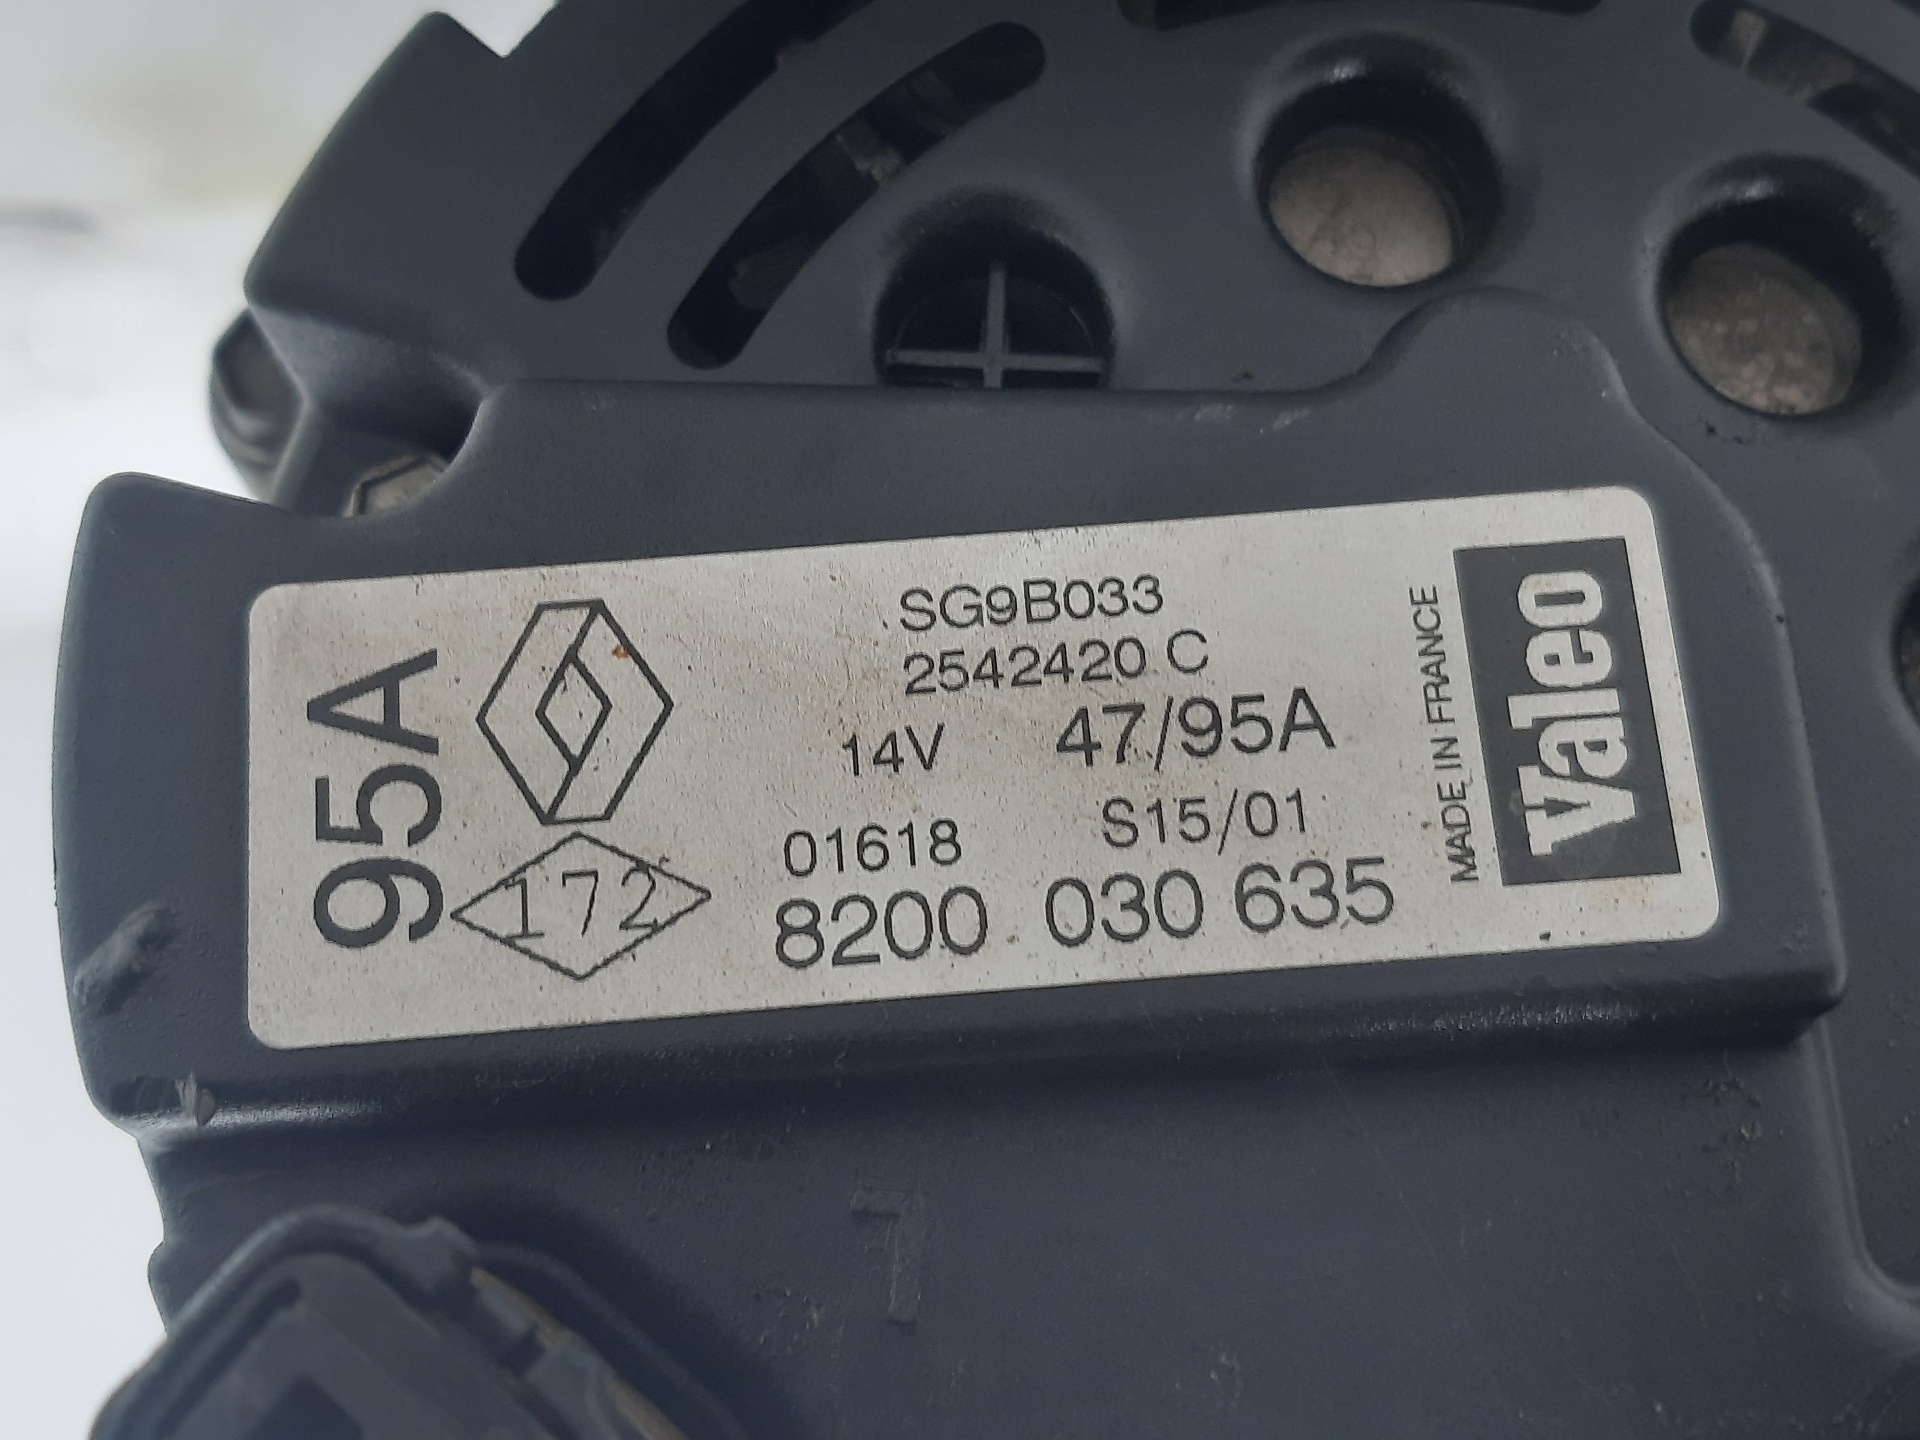 95A
172
SG9B033
2542420 C
14V 47/95A
01618 S15/01
8200 030 635
MADE IN FRANCE
Valeo